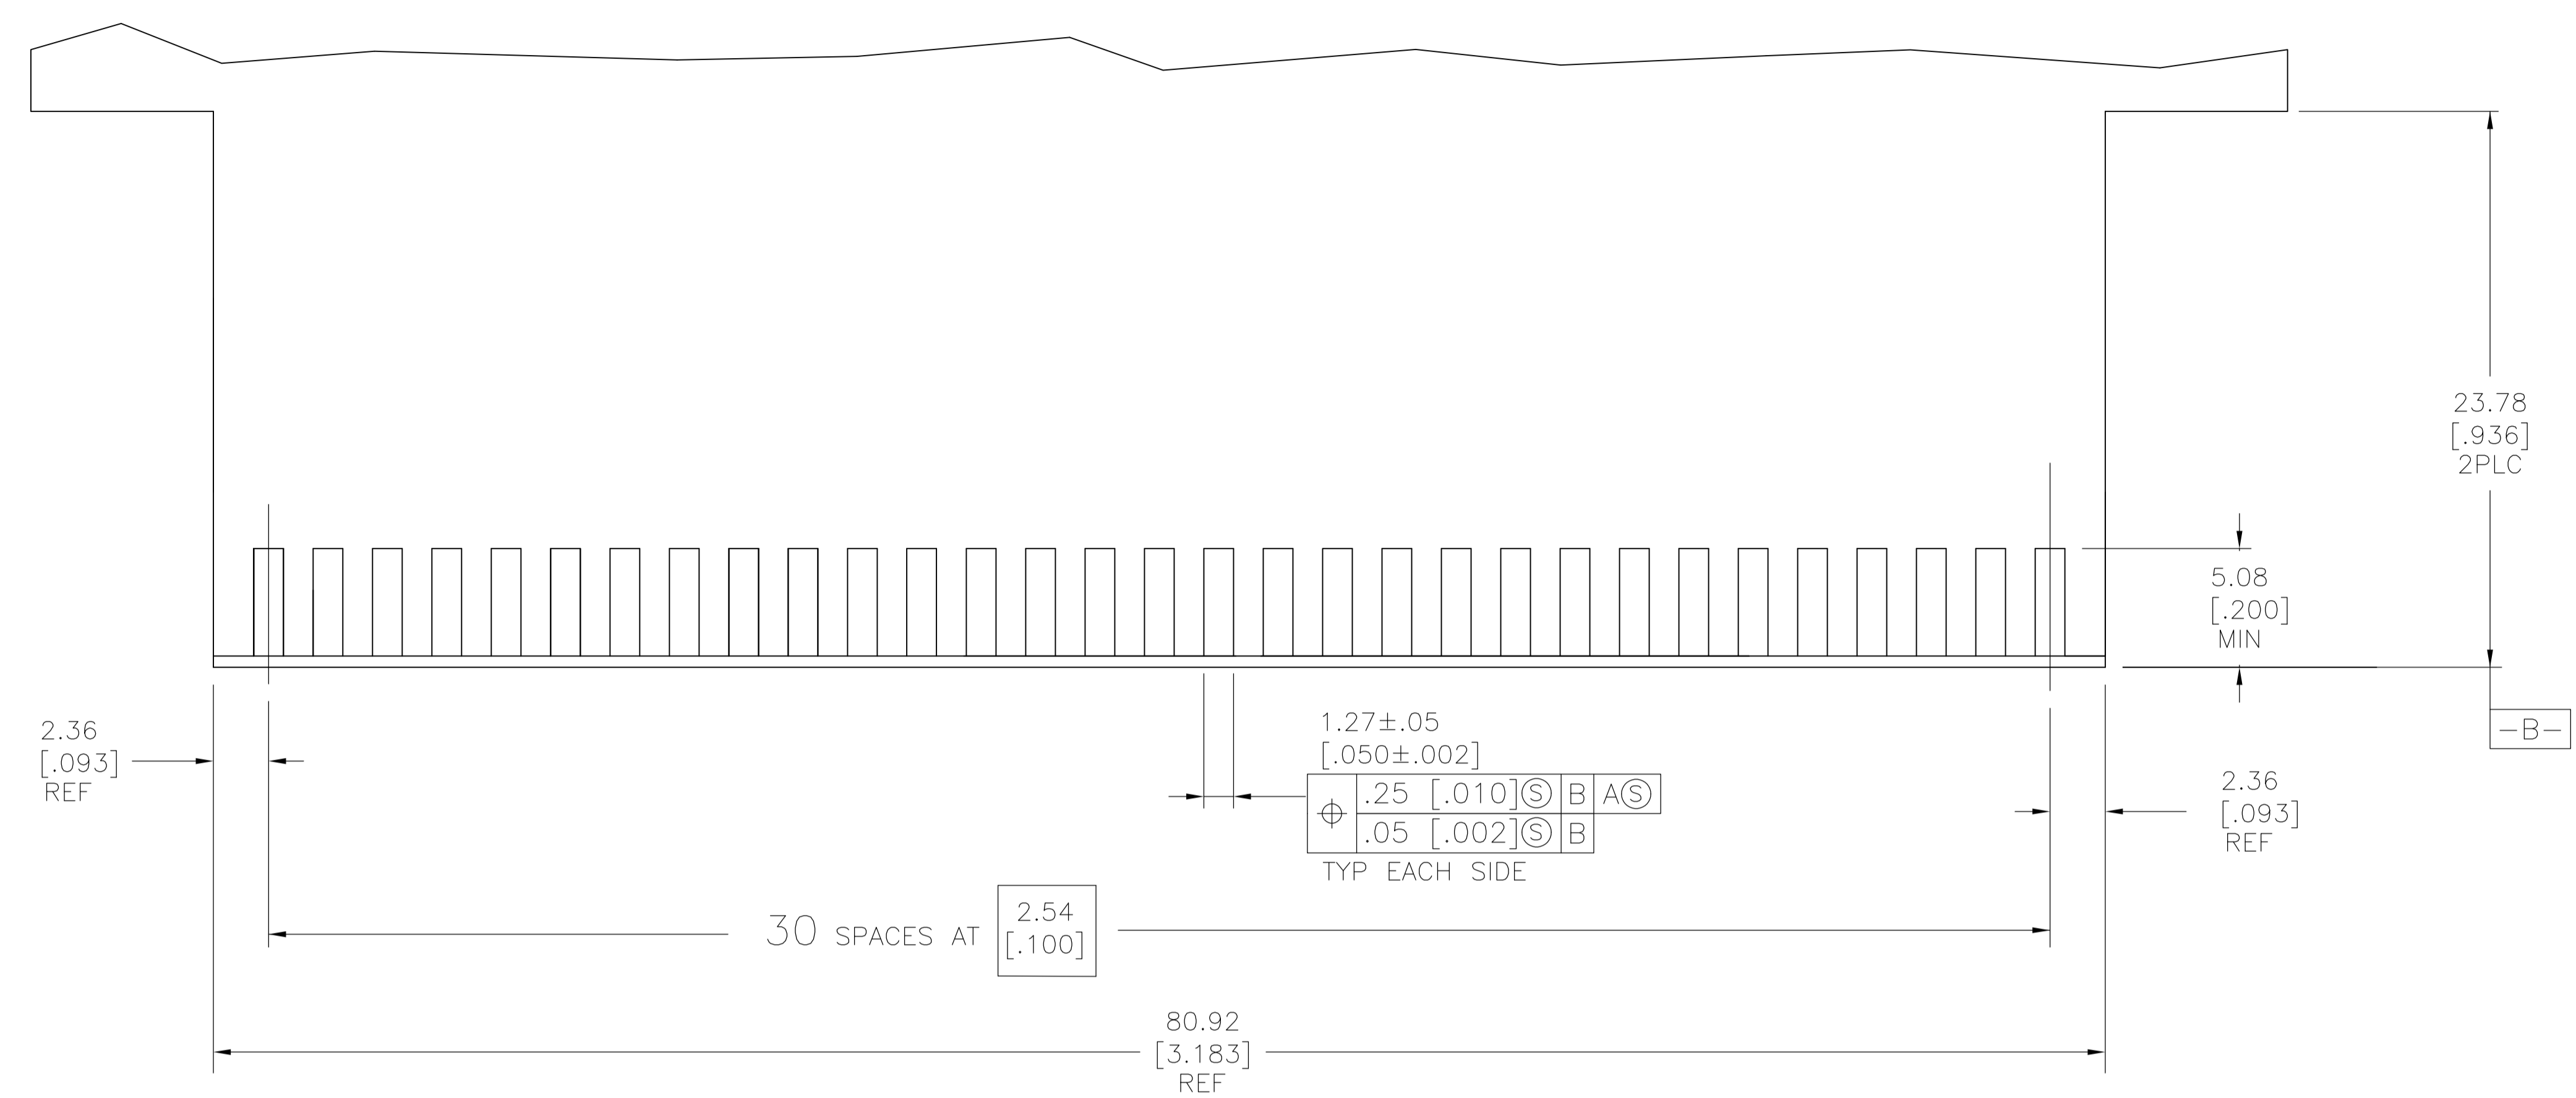 23.78
[.936]
2PLC
5.08
[.200]
MIN
-B-
2.36
[.093]
REF
1.27±.05
[.050±.002]
⌖ .25 [.010]Ⓢ B AⓈ
.05 [.002]Ⓢ B
TYP EACH SIDE
2.36
[.093]
REF
30 SPACES AT 2.54
[.100]
80.92
[3.183]
REF